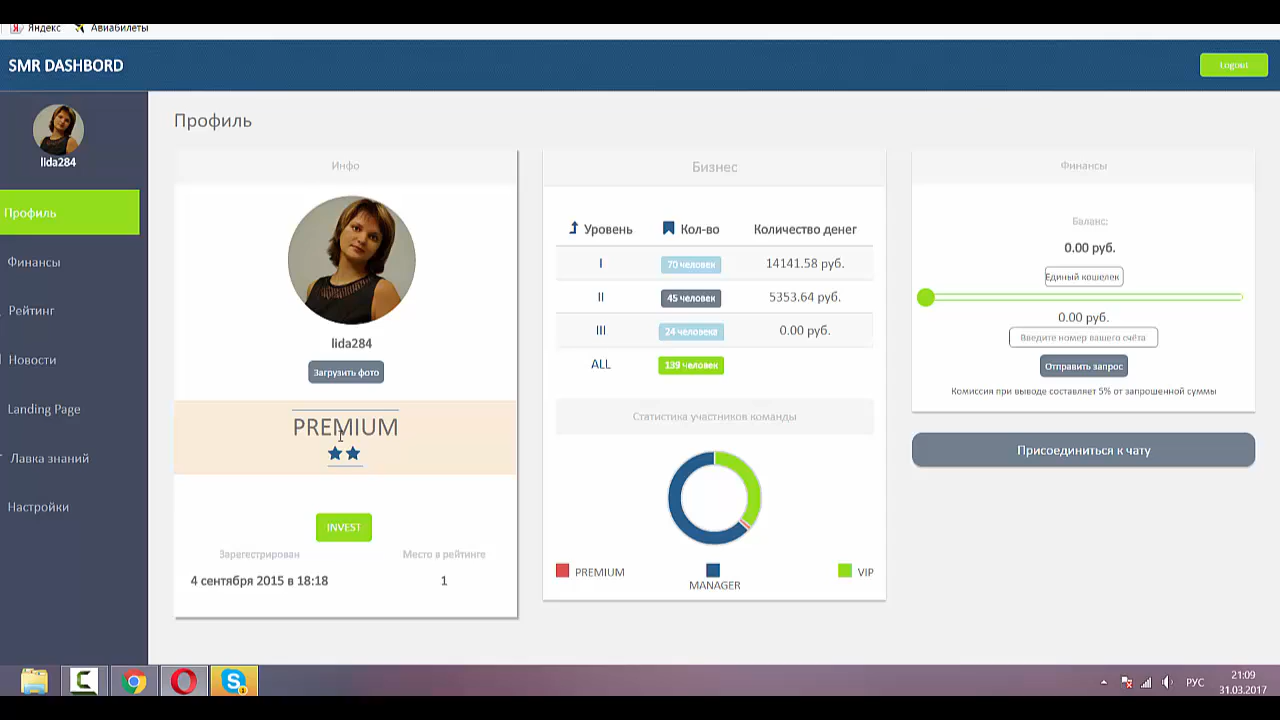 Яндекс Авиабилеты
SMR DASHBORD
Logout
lida284
Профиль
Финансы
Рейтинг
Новости
Landing Page
Лавка знаний
Настройки
Профиль
Инфо
lida284
Загрузить фото
PREMIUM
INVEST
Зарегестрирован Место в рейтинге
4 сентября 2015 в 18:18 1
Бизнес
Уровень Кол-во Количество денег
I 70 человек 14141.58 руб.
II 45 человек 5353.64 руб.
III 24 человека 0.00 руб.
ALL 139 человек
Статистика участников команды
PREMIUM
MANAGER
VIP
Финансы
Баланс:
0.00 руб.
Единый кошелек
0.00 руб.
Введите номер вашего счёта
Отправить запрос
Комиссия при выводе составляет 5% от запрошенной суммы
Присоединиться к чату
РУС
21:09
31.03.2017